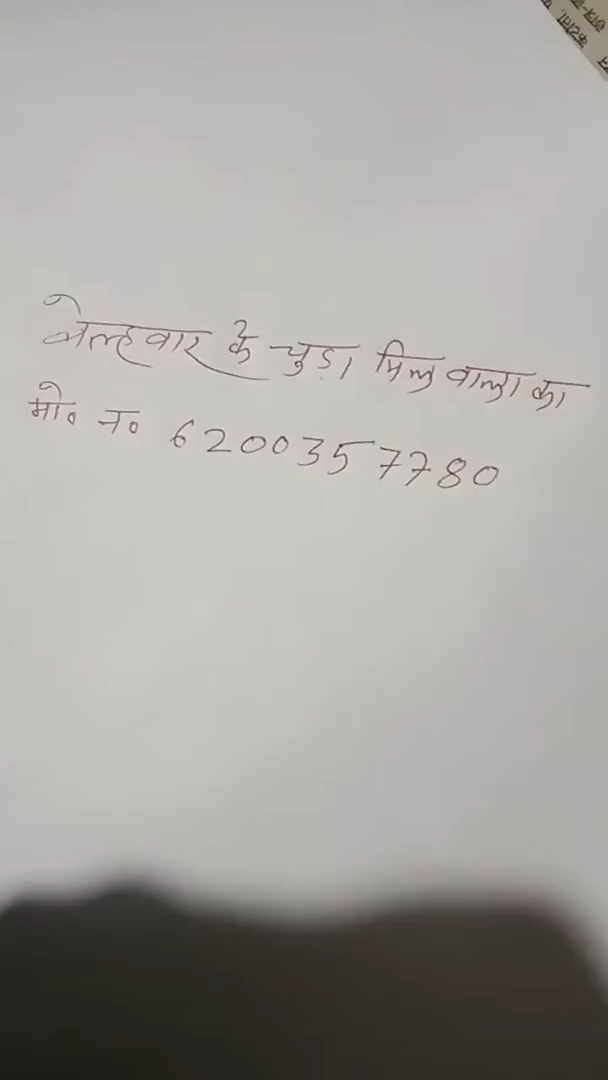 बेल्हवार के चुड़ा मिल वाला का
मो० न० 6200357780